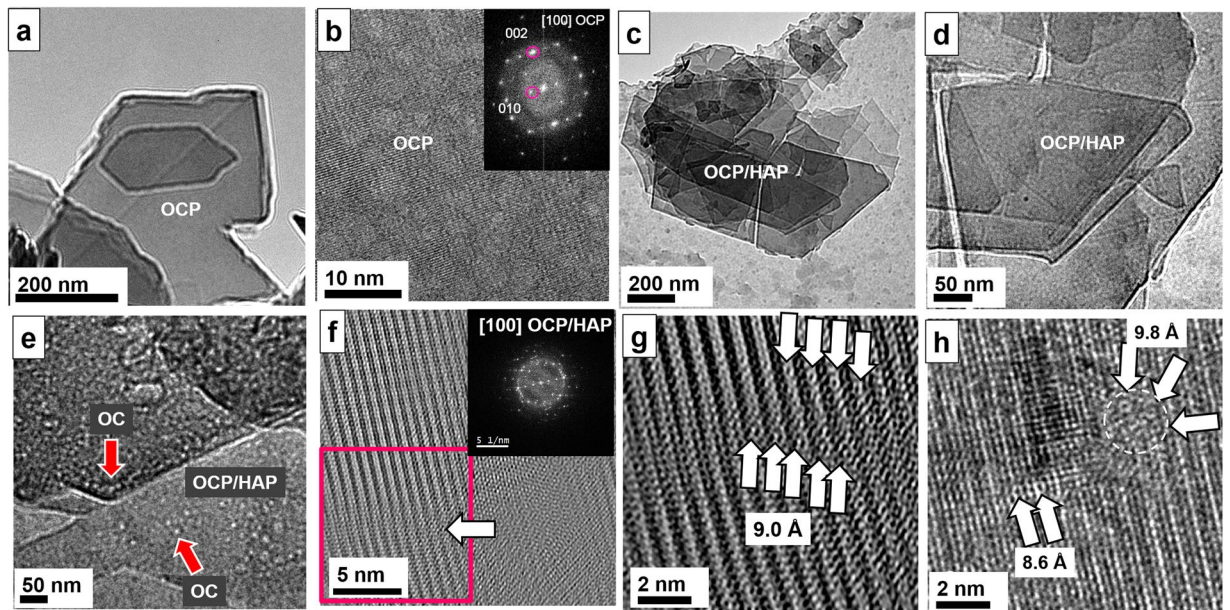 a
OCP
200 nm
b
[100] OCP
002
010
OCP
10 nm
c
OCP/HAP
200 nm
d
OCP/HAP
50 nm
e
OC
OCP/HAP
OC
50 nm
f
[100] OCP/HAP
5 1/nm
5 nm
g
9.0 Å
2 nm
h
9.8 Å
8.6 Å
2 nm